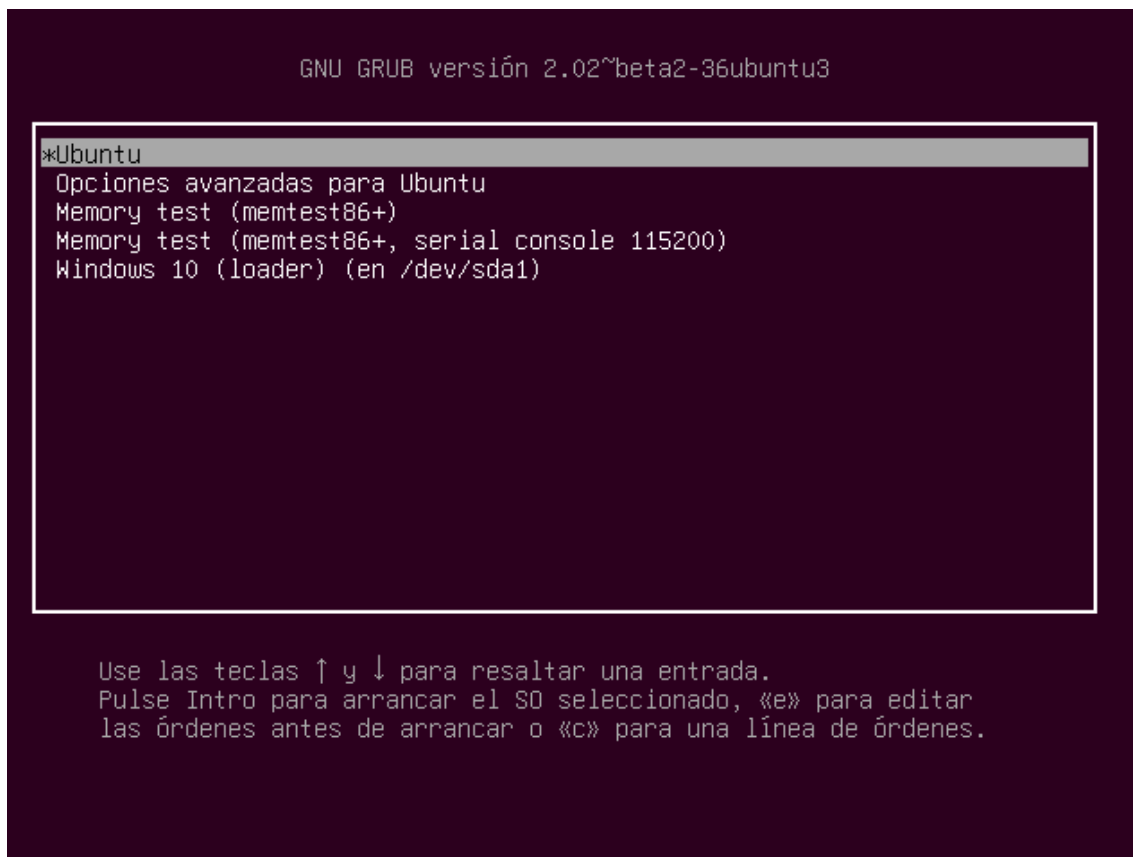 GNU GRUB versión 2.02~beta2-36ubuntu3
*Ubuntu
Opciones avanzadas para Ubuntu
Memory test (memtest86+)
Memory test (memtest86+, serial console 115200)
Windows 10 (loader) (en /dev/sda1)
Use las teclas ↑ y ↓ para resaltar una entrada.
Pulse Intro para arrancar el SO seleccionado, «e» para editar
las órdenes antes de arrancar o «c» para una línea de órdenes.